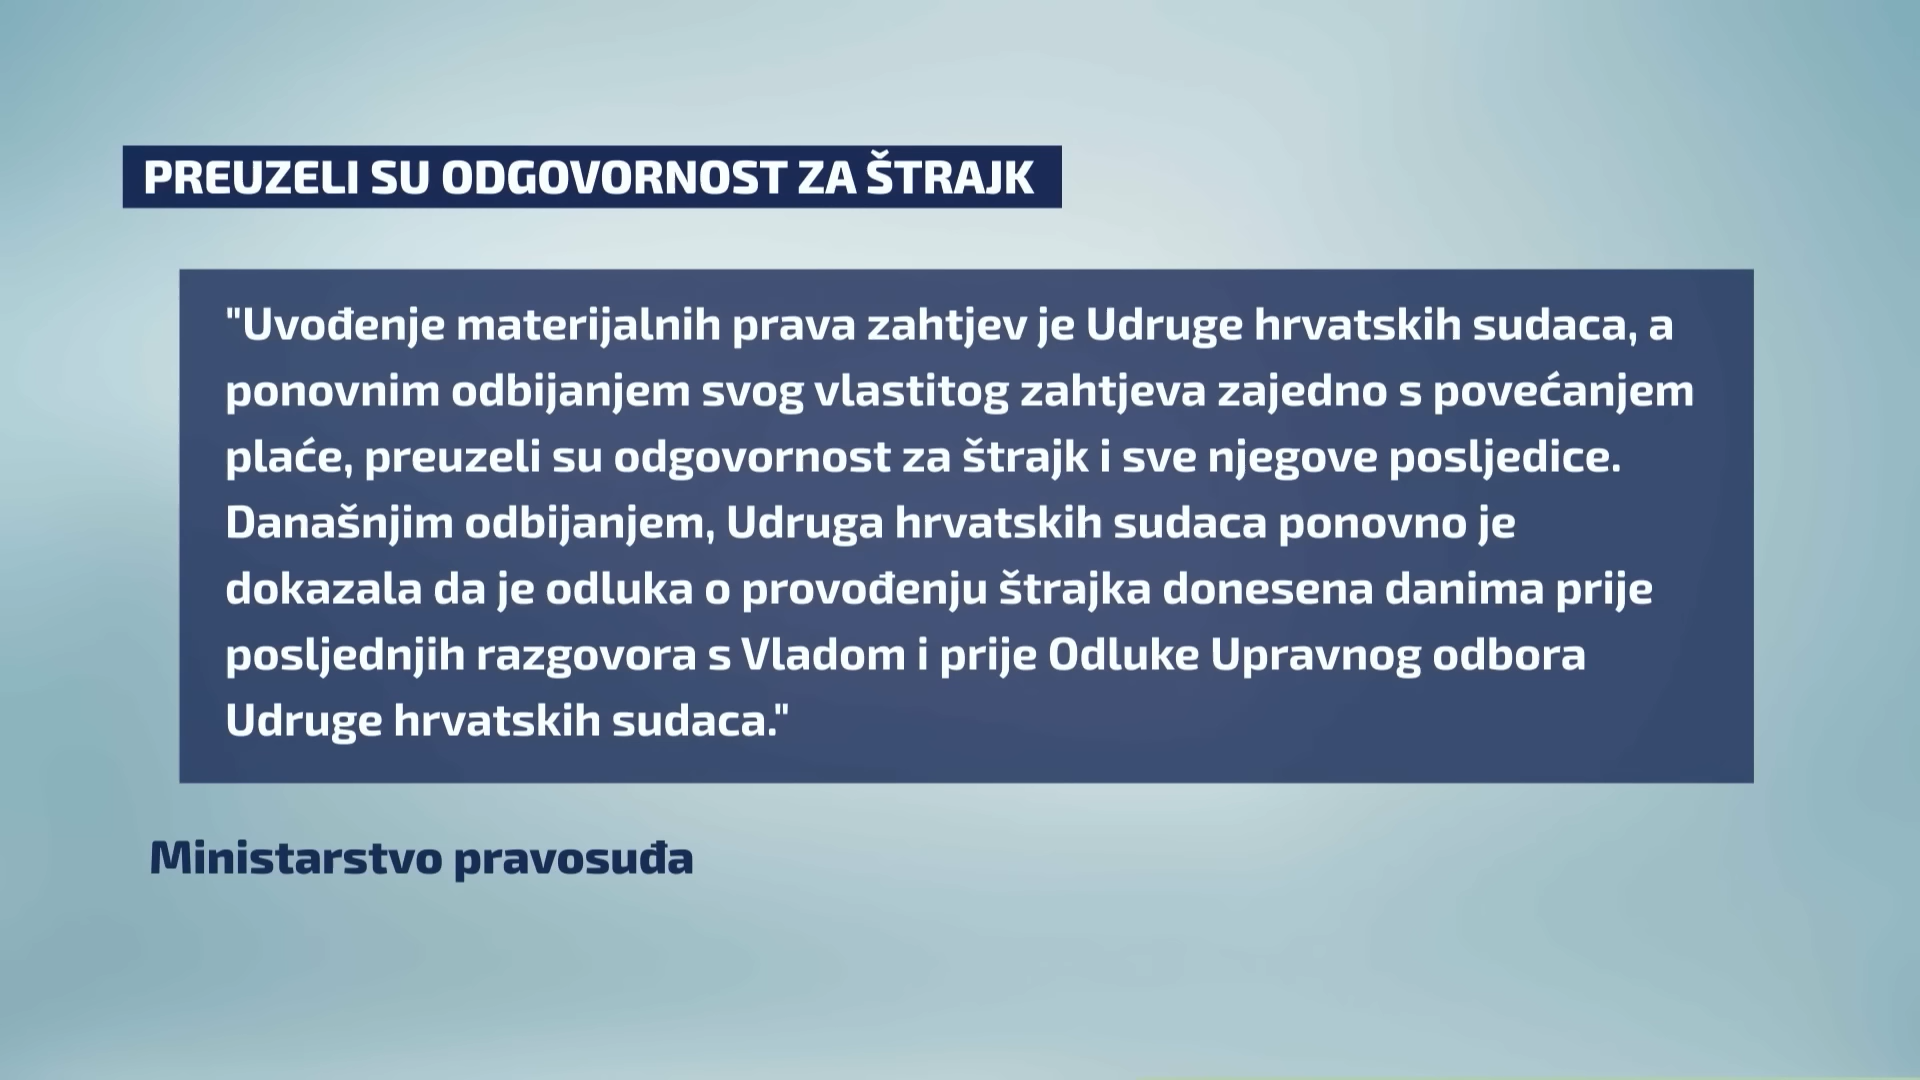 PREUZELI SU ODGOVORNOST ZA ŠTRAJK
"Uvođenje materijalnih prava zahtjev je Udruge hrvatskih sudaca, a
ponovnim odbijanjem svog vlastitog zahtjeva zajedno s povećanjem
plaće, preuzeli su odgovornost za štrajk i sve njegove posljedice.
Današnjim odbijanjem, Udruga hrvatskih sudaca ponovno je
dokazala da je odluka o provođenju štrajka donesena danima prije
posljednjih razgovora s Vladom i prije Odluke Upravnog odbora
Udruge hrvatskih sudaca."
Ministarstvo pravosuđa